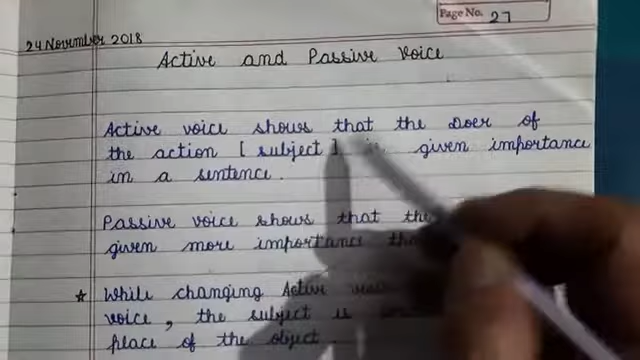 Page No. 27
24 November 2018
Active and Passive Voice
Active voice shows that the Doer of
the action [ subject ] is given importance
in a sentence.
Passive voice shows that the
given more importance
☆ While changing Active
voice, the subject is
place of the object.